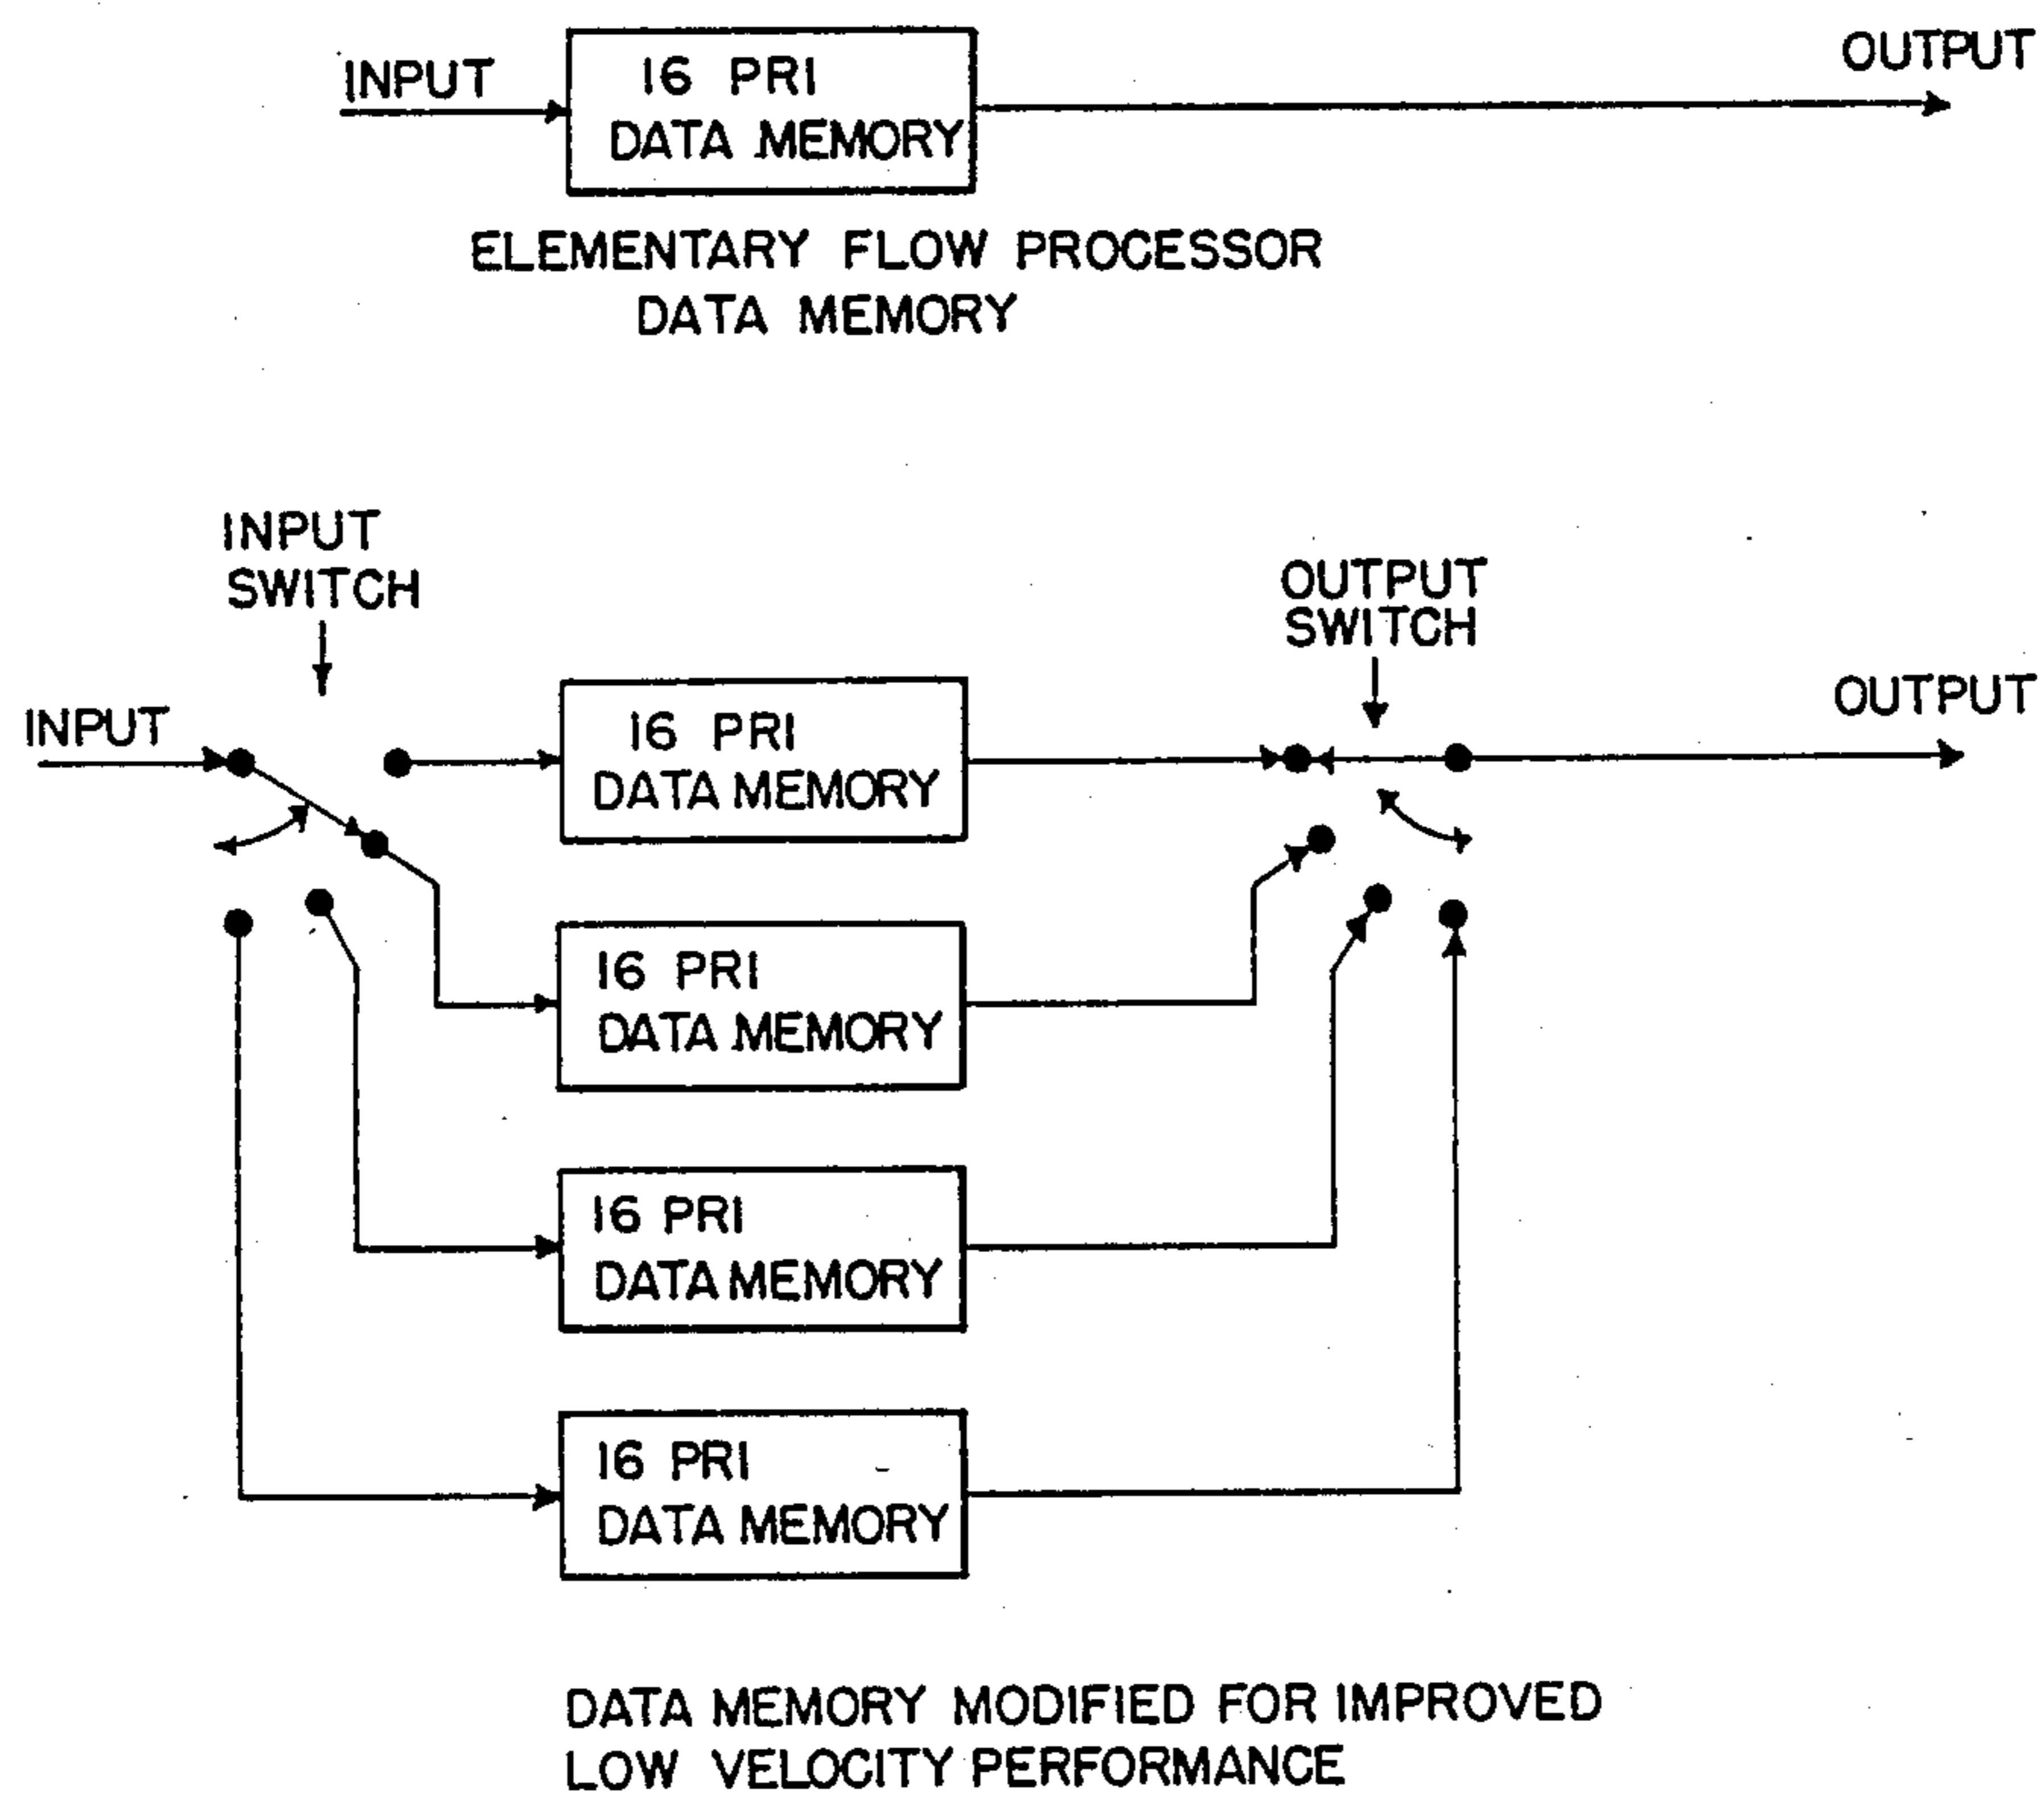 INPUT
16 PRI
DATA MEMORY
OUTPUT
ELEMENTARY FLOW PROCESSOR
DATA MEMORY
INPUT
SWITCH
OUTPUT
SWITCH
INPUT
16 PRI
DATA MEMORY
OUTPUT
16 PRI
DATA MEMORY
16 PRI
DATA MEMORY
16 PRI
DATA MEMORY
DATA MEMORY MODIFIED FOR IMPROVED
LOW VELOCITY PERFORMANCE